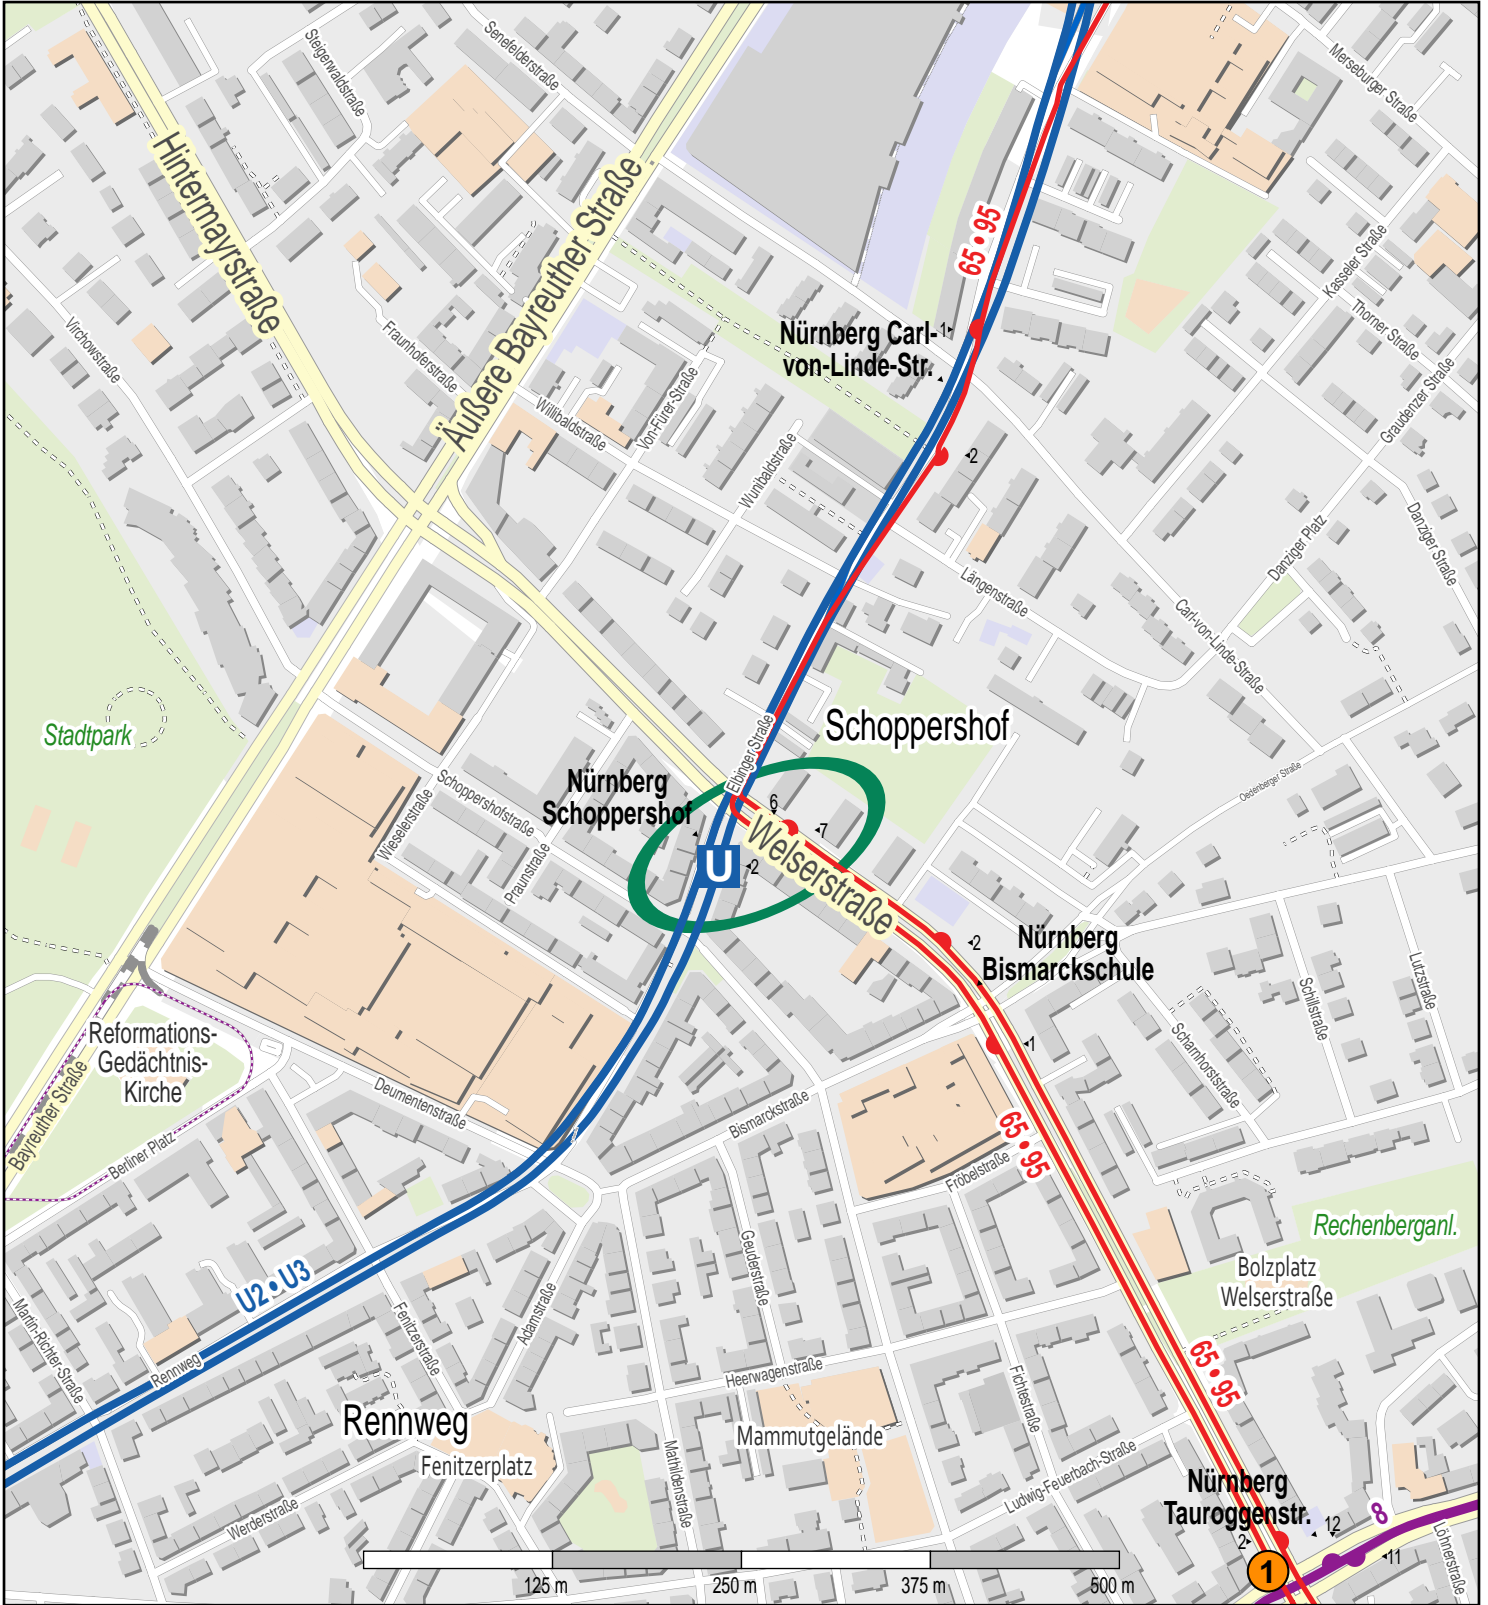 Senefelderstraße
Steigerwaldstraße
Merseburger Straße
Hintermayrstraße
Äußere Bayreuther Straße
65 • 95
Kasseler Straße
Thorner Straße
Virchowstraße
Fraunhoferstraße
Nürnberg Carl-
von-Linde-Str.
1
Von-Fürer-Straße
Willibaldstraße
Graudenzer Straße
Wunibaldstraße
2
Danziger Straße
Danziger Platz
Längenstraße
Carl-von-Linde-Straße
Stadtpark
Schoppershof
Elbinger Straße
Nürnberg
Schoppershof
Schoppershofstraße
Wieselerstraße
Praunstraße
6
7
U
2
Welserstraße
Oedenberger Straße
2
Nürnberg
Bismarckschule
Lutzstraße
Schillstraße
Scharnhorststraße
1
Reformations-
Gedächtnis-
Kirche
Bayreuther Straße
Berliner Platz
Deumentenstraße
Bismarckstraße
65 • 95
Fröbelstraße
Rechenberganl.
Bolzplatz
Welserstraße
Geuderstraße
U2 • U3
Martin-Richter-Straße
Fenitzerstraße
Adamstraße
Rennweg
Heerwagenstraße
Fichtestraße
65 • 95
Rennweg
Fenitzerplatz
Mammutgelände
Mathildenstraße
Ludwig-Feuerbach-Straße
Werderstraße
Nürnberg
Tauroggenstr.
2
12
11
8
1
Löhnerstraße
125 m
250 m
375 m
500 m